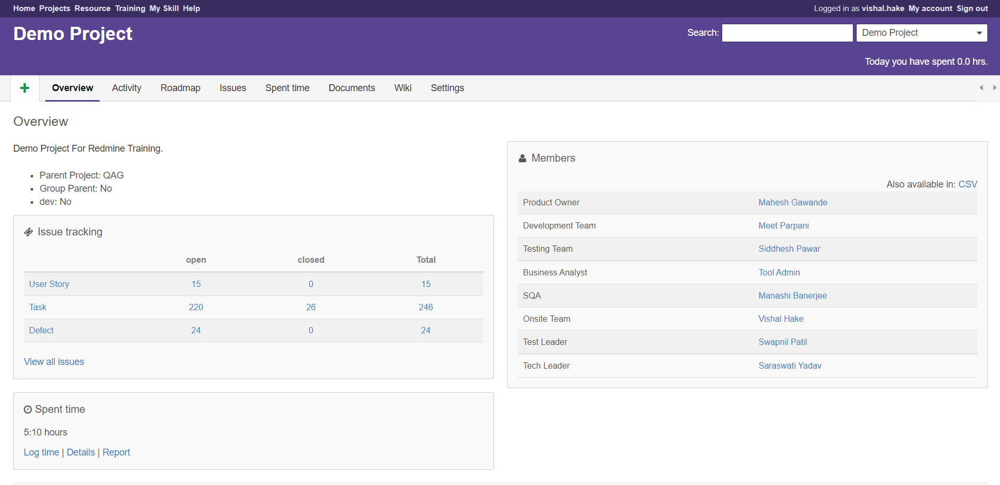 Home Projects Resource Training My Skill Help
Logged in as vishal.hake My account Sign out
Demo Project
Search:
Demo Project
Today you have spent 0.0 hrs.
+ Overview Activity Roadmap Issues Spent time Documents Wiki Settings
Overview
Demo Project For Redmine Training.
• Parent Project: QAG
• Group Parent: No
• dev: No
Issue tracking
open closed Total
User Story 15 0 15
Task 220 26 246
Defect 24 0 24
View all issues
Spent time
5:10 hours
Log time | Details | Report
Members
Also available in: CSV
Product Owner Mahesh Gawande
Development Team Meet Parpani
Testing Team Siddhesh Pawar
Business Analyst Tool Admin
SQA Manashi Banerjee
Onsite Team Vishal Hake
Test Leader Swapnil Patil
Tech Leader Saraswati Yadav